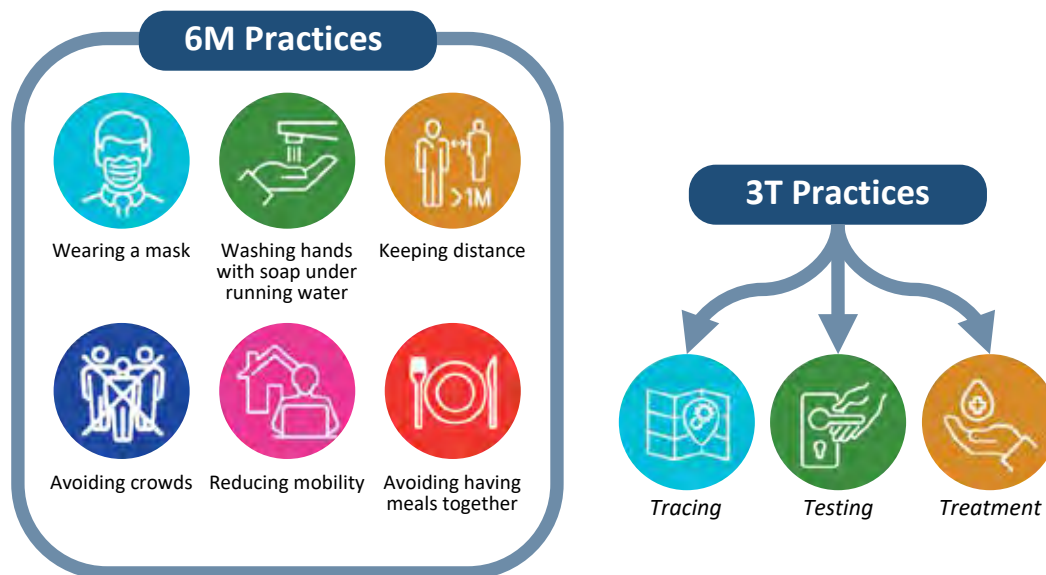 6M Practices
>1M
Wearing a mask
Washing hands
with soap under
running water
Keeping distance
Avoiding crowds
Reducing mobility
Avoiding having
meals together
3T Practices
Tracing
Testing
Treatment